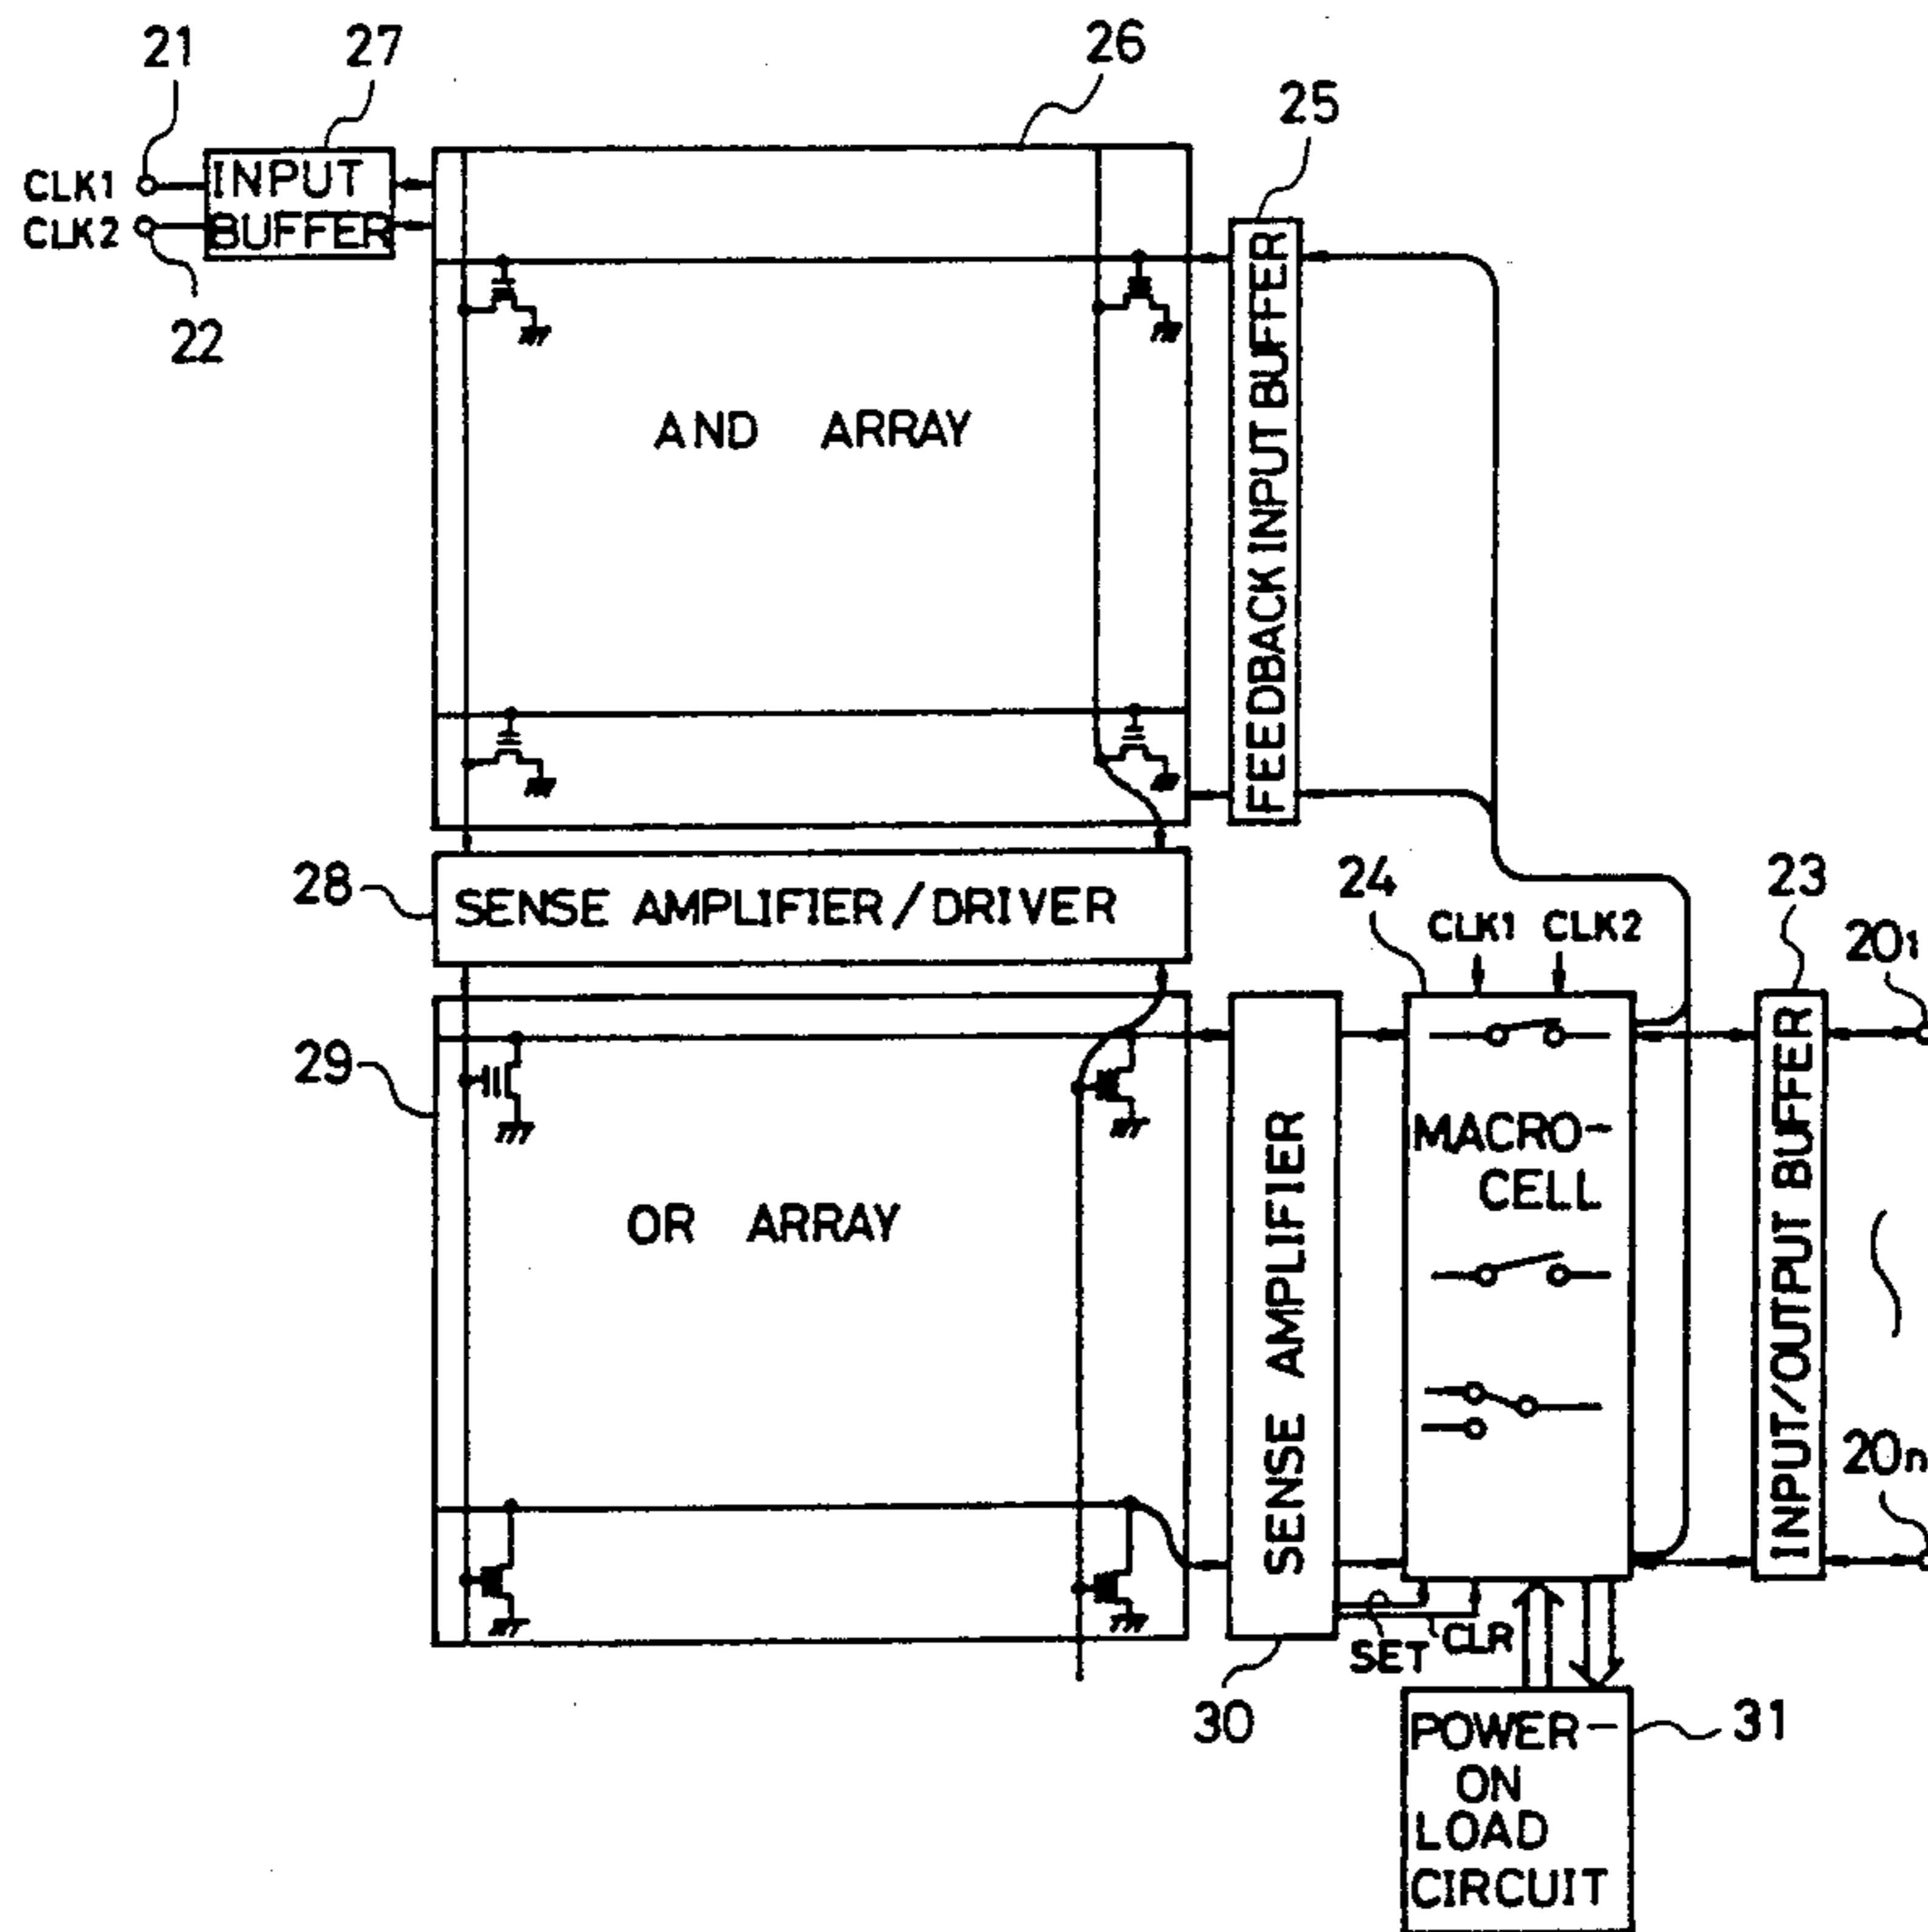 21
27
26
25
CLK1
CLK2
INPUT
BUFFER
22
AND ARRAY
FEEDBACK INPUT BUFFER
28
SENSE AMPLIFIER/DRIVER
24
CLK1 CLK2
23
201
29
OR ARRAY
SENSE AMPLIFIER
MACRO-
CELL
INPUT/OUTPUT BUFFER
20n
SET
CLR
30
POWER-
ON
LOAD
CIRCUIT
31